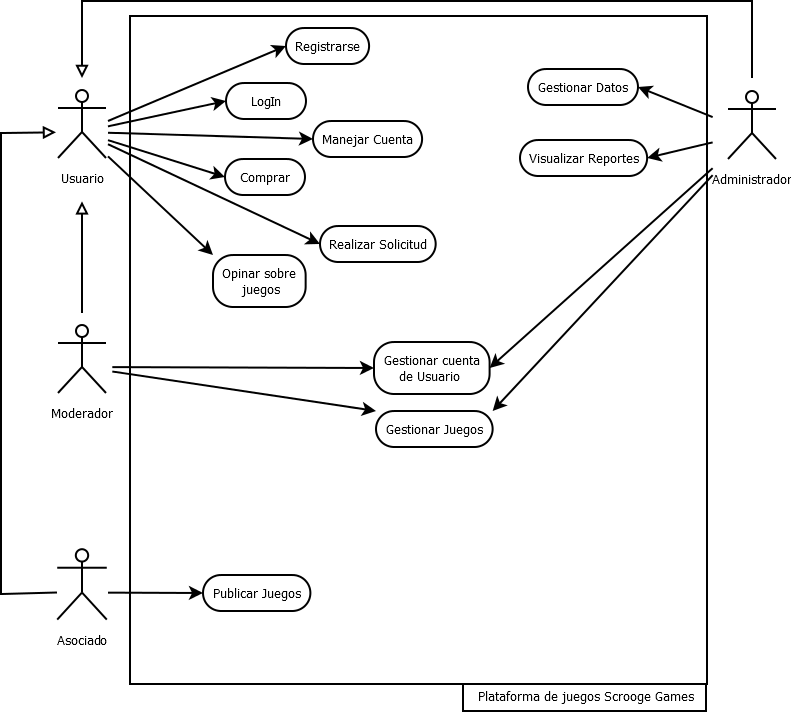 Registrarse
Gestionar Datos
LogIn
Manejar Cuenta
Visualizar Reportes
Usuario
Comprar
Administrador
Realizar Solicitud
Opinar sobre
juegos
Gestionar cuenta
de Usuario
Moderador
Gestionar Juegos
Publicar Juegos
Asociado
Plataforma de juegos Scrooge Games